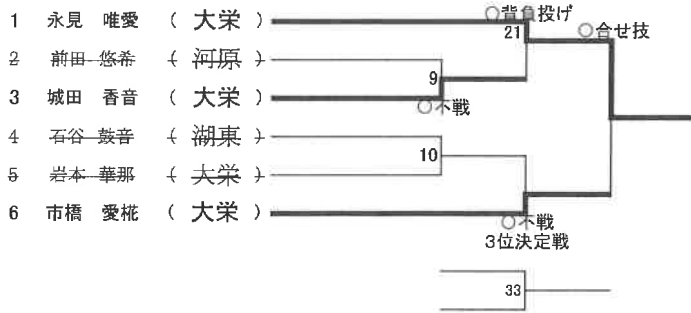 ○背負投げ
1 永見 唯愛 ( 大栄 )
21
○合せ技
2 前田 悠希 ( 河原 )
9
3 城田 香音 ( 大栄 )
○不戦
4 石谷 鼓音 ( 湖東 )
10
5 岩本 華那 ( 大栄 )
6 市橋 愛椛 ( 大栄 )
○不戦
3位決定戦
33